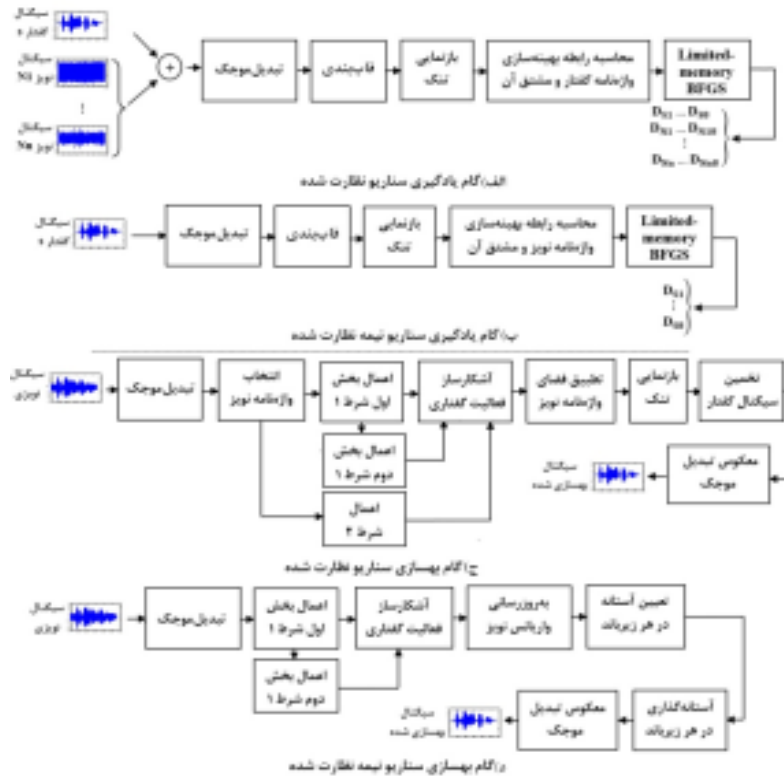 سیگنال
گفتار s
سیگنال
نویز N1
⋮
سیگنال
نویز Nn
+
تبدیل‌موجک
قاب‌بندی
بازنمایی
تنک
محاسبه رابطه بهینه‌سازی
واژه‌نامه گفتار و مشتق آن
Limited-
memory
BFGS
⋮
الف) گام یادگیری سناریو نظارت شده
سیگنال
گفتار s
تبدیل‌موجک
قاب‌بندی
بازنمایی
تنک
محاسبه رابطه بهینه‌سازی
واژه‌نامه نویز و مشتق آن
Limited-
memory
BFGS
⋮
ب) گام یادگیری سناریو نیمه نظارت شده
سیگنال
نویزی
تبدیل‌موجک
انتخاب
واژه‌نامه نویز
اعمال بخش
اول شرط ۱
اعمال بخش
دوم شرط ۱
اعمال
شرط ۲
آشکارساز
فعالیت گفتاری
تطبیق فضای
واژه‌نامه نویز
بازنمایی
تنک
تخمین
سیگنال گفتار
معکوس تبدیل
موجک
سیگنال
بهسازی شده
ج) گام بهسازی سناریو نظارت شده
سیگنال
نویزی
تبدیل‌موجک
اعمال بخش
اول شرط ۱
اعمال بخش
دوم شرط ۱
آشکارساز
فعالیت گفتاری
به‌روزرسانی
واریانس نویز
تعیین آستانه
در هر زیرباند
آستانه‌گذاری
در هر زیرباند
معکوس تبدیل
موجک
سیگنال
بهسازی شده
د) گام بهسازی سناریو نیمه نظارت شده